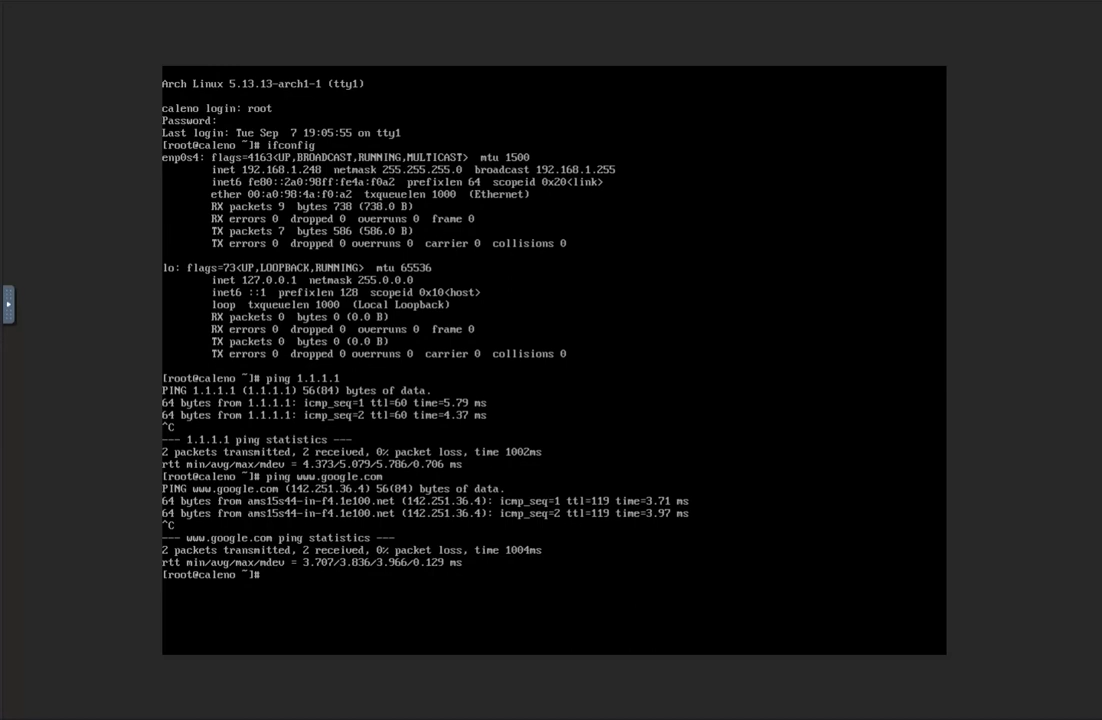 Arch Linux 5.13.13-arch1-1 (tty1)
caleno login: root
Password:
Last login: Tue Sep  7 19:05:55 on tty1
[root@caleno ~]# ifconfig
enp0s4: flags=4163<UP,BROADCAST,RUNNING,MULTICAST>  mtu 1500
        inet 192.168.1.248  netmask 255.255.255.0  broadcast 192.168.1.255
        inet6 fe80::2a0:98ff:fe4a:f0a2  prefixlen 64  scopeid 0x20<link>
        ether 00:a0:98:4a:f0:a2  txqueuelen 1000  (Ethernet)
        RX packets 9  bytes 738 (738.0 B)
        RX errors 0  dropped 0  overruns 0  frame 0
        TX packets 7  bytes 586 (586.0 B)
        TX errors 0  dropped 0 overruns 0  carrier 0  collisions 0
lo: flags=73<UP,LOOPBACK,RUNNING>  mtu 65536
        inet 127.0.0.1  netmask 255.0.0.0
        inet6 ::1  prefixlen 128  scopeid 0x10<host>
        loop  txqueuelen 1000  (Local Loopback)
        RX packets 0  bytes 0 (0.0 B)
        RX errors 0  dropped 0  overruns 0  frame 0
        TX packets 0  bytes 0 (0.0 B)
        TX errors 0  dropped 0 overruns 0  carrier 0  collisions 0
[root@caleno ~]# ping 1.1.1.1
PING 1.1.1.1 (1.1.1.1) 56(84) bytes of data.
64 bytes from 1.1.1.1: icmp_seq=1 ttl=60 time=5.79 ms
64 bytes from 1.1.1.1: icmp_seq=2 ttl=60 time=4.37 ms
^C
--- 1.1.1.1 ping statistics ---
2 packets transmitted, 2 received, 0% packet loss, time 1002ms
rtt min/avg/max/mdev = 4.373/5.079/5.786/0.706 ms
[root@caleno ~]# ping www.google.com
PING www.google.com (142.251.36.4) 56(84) bytes of data.
64 bytes from ams15s44-in-f4.1e100.net (142.251.36.4): icmp_seq=1 ttl=119 time=3.71 ms
64 bytes from ams15s44-in-f4.1e100.net (142.251.36.4): icmp_seq=2 ttl=119 time=3.97 ms
^C
--- www.google.com ping statistics ---
2 packets transmitted, 2 received, 0% packet loss, time 1004ms
rtt min/avg/max/mdev = 3.707/3.836/3.966/0.129 ms
[root@caleno ~]#